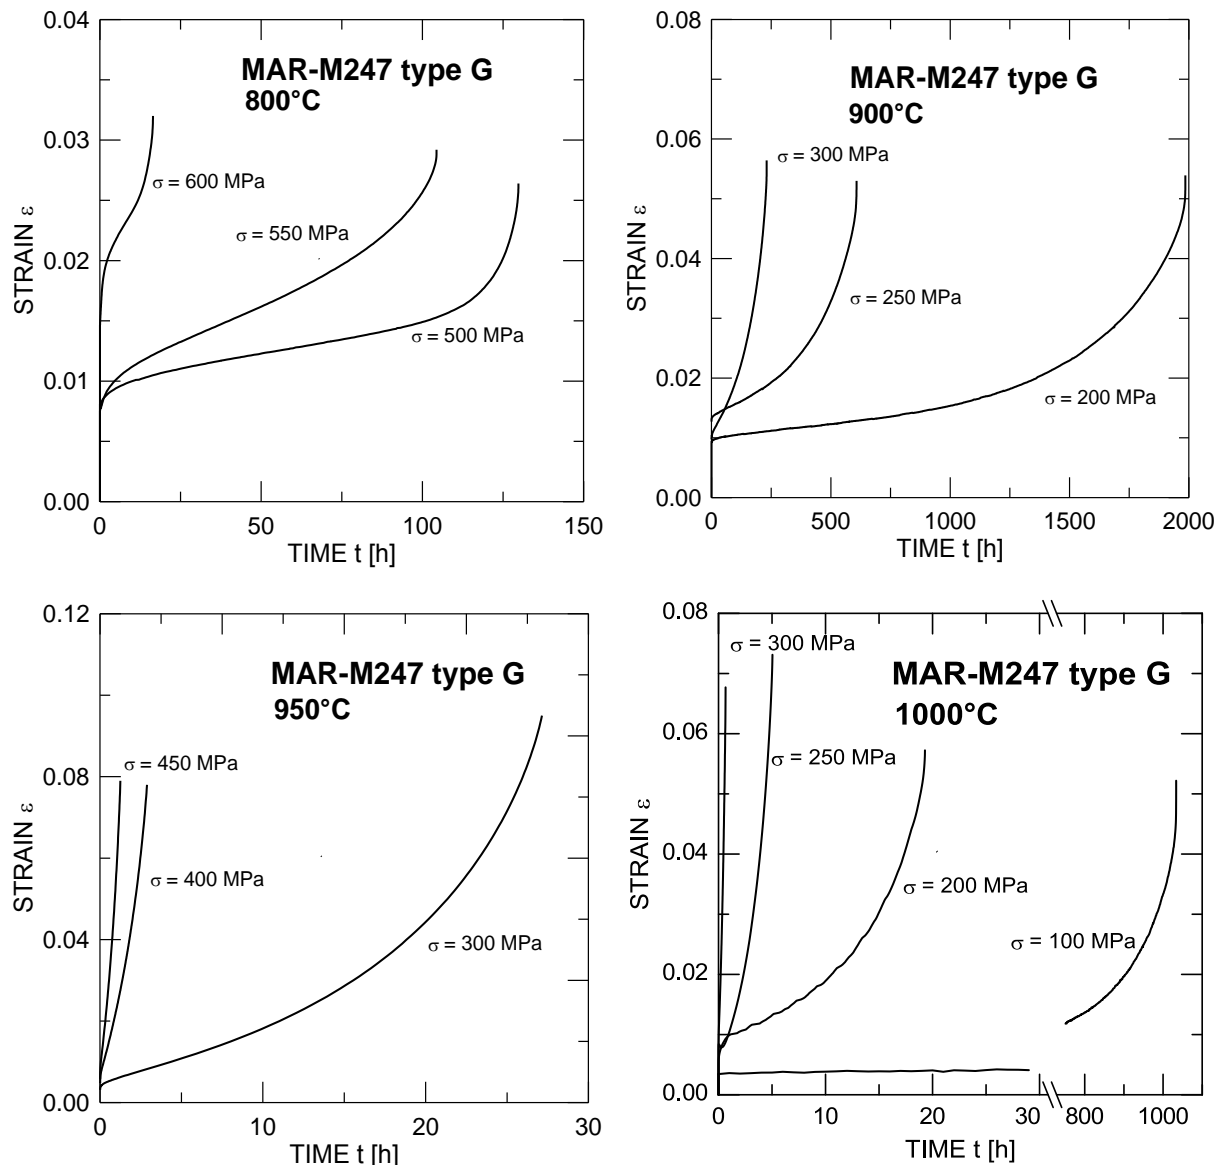 0.04
0.03
0.02
0.01
0.00
STRAIN ε
MAR-M247 type G
800°C
σ = 600 MPa
σ = 550 MPa
σ = 500 MPa
0 50 100 150
TIME t [h]
0.08
0.06
0.04
0.02
0.00
STRAIN ε
MAR-M247 type G
900°C
σ = 300 MPa
σ = 250 MPa
σ = 200 MPa
0 500 1000 1500 2000
TIME t [h]
0.12
0.08
0.04
0.00
STRAIN ε
MAR-M247 type G
950°C
σ = 450 MPa
σ = 400 MPa
σ = 300 MPa
0 10 20 30
TIME t [h]
0.08
0.06
0.04
0.02
0.00
STRAIN ε
σ = 300 MPa
MAR-M247 type G
1000°C
σ = 250 MPa
σ = 200 MPa
σ = 100 MPa
0 10 20 30 800 1000
TIME t [h]